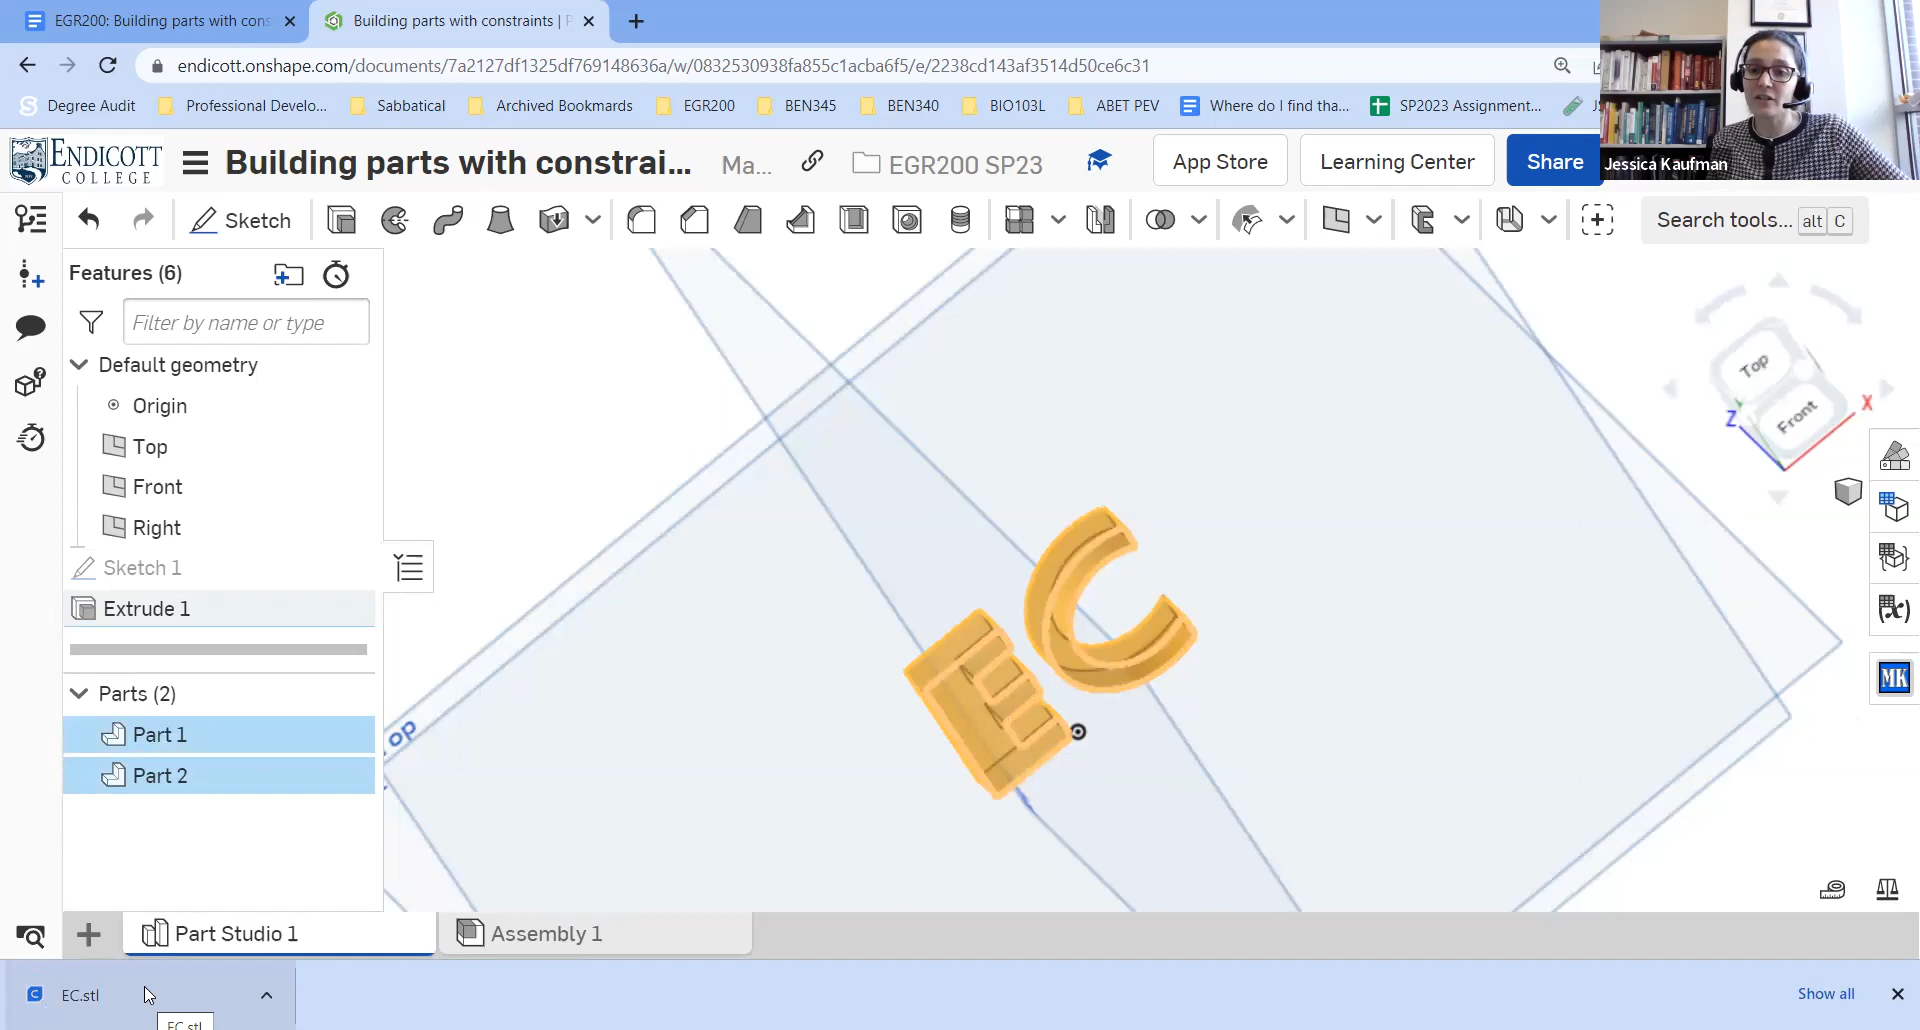 EGR200: Building parts with cons
Building parts with constraints | P
endicott.onshape.com/documents/7a2127df1325df769148636a/w/0832530938fa855c1acba6f5/e/2238cd143af3514d50ce6c31
Degree Audit
Professional Develo...
Sabbatical
Archived Bookmards
EGR200
BEN345
BEN340
BIO103L
ABET PEV
Where do I find tha...
SP2023 Assignment...
Jessica Kaufman
ENDICOTT
COLLEGE
Building parts with constrai...
Ma...
EGR200 SP23
App Store
Learning Center
Share
Sketch
Search tools... alt C
Features (6)
Filter by name or type
Default geometry
Origin
Top
Front
Right
Sketch 1
Extrude 1
Parts (2)
Part 1
Part 2
op
E
C
Top
Front
Z
X
(x)
MK
Part Studio 1
Assembly 1
EC.stl
EC.stl
Show all